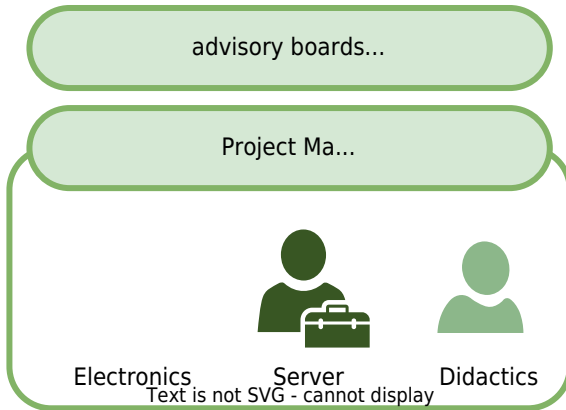 advisory boards...
Project Ma...
Electronics Server Didactics
Text is not SVG - cannot display